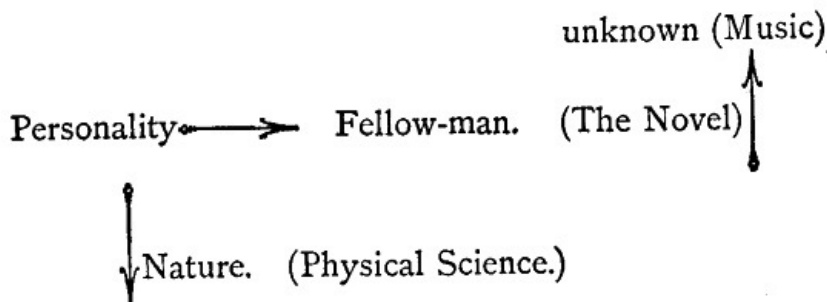 unknown (Music)
Personality Fellow-man. (The Novel)
Nature. (Physical Science.)